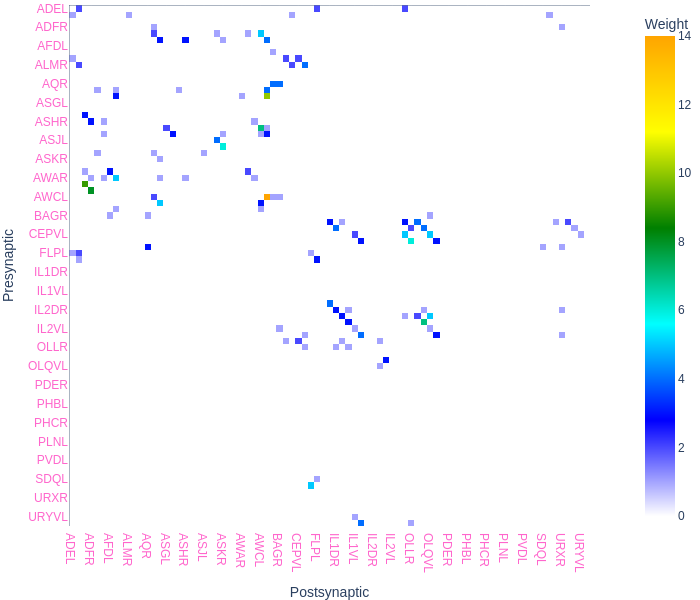 Weight
ADEL
ADFR
AFDL
ALMR
AQR
ASGL
ASHR
ASJL
ASKR
AWAR
AWCL
BAGR
CEPVL
FLPL
IL1DR
IL1VL
IL2DR
IL2VL
OLLR
OLQVL
PDER
PHBL
PHCR
PLNL
PVDL
SDQL
URXR
URYVL
Presynaptic
14
12
10
8
6
4
2
0
ADEL
ADFR
AFDL
ALMR
AQR
ASGL
ASHR
ASJL
ASKR
AWAR
AWCL
BAGR
CEPVL
FLPL
IL1DR
IL1VL
IL2DR
IL2VL
OLLR
OLQVL
PDER
PHBL
PHCR
PLNL
PVDL
SDQL
URXR
URYVL
Postsynaptic